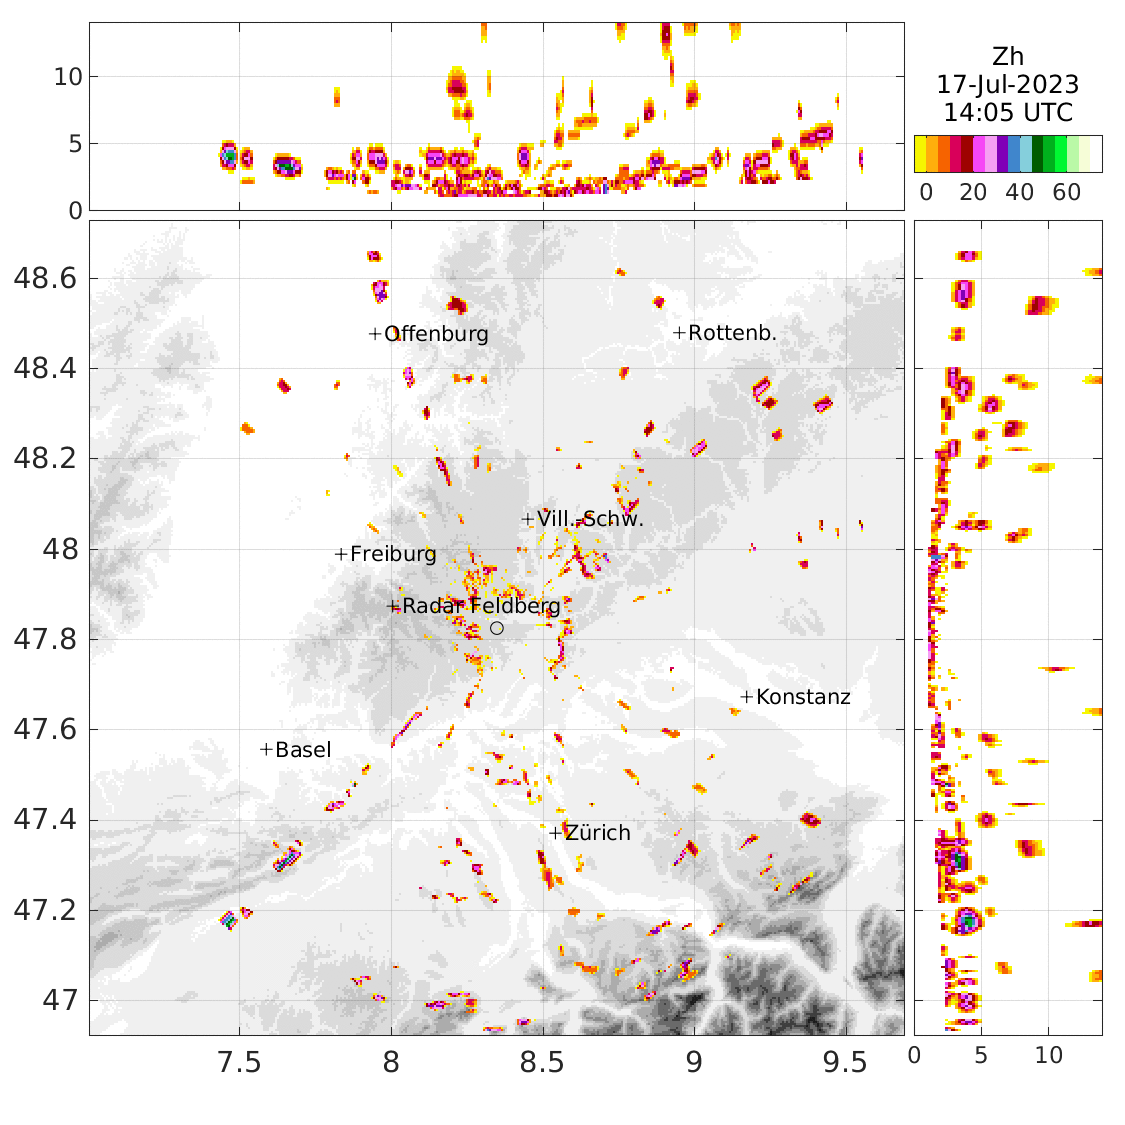 Zh
17-Jul-2023
14:05 UTC
0 20 40 60
10
5
0
48.6
48.4
48.2
48
47.8
47.6
47.4
47.2
47
+Offenburg
+Rottenb.
+Vill.-Schw.
+Freiburg
+Radar Feldberg
+Konstanz
+Basel
+Zürich
7.5 8 8.5 9 9.5
0 5 10